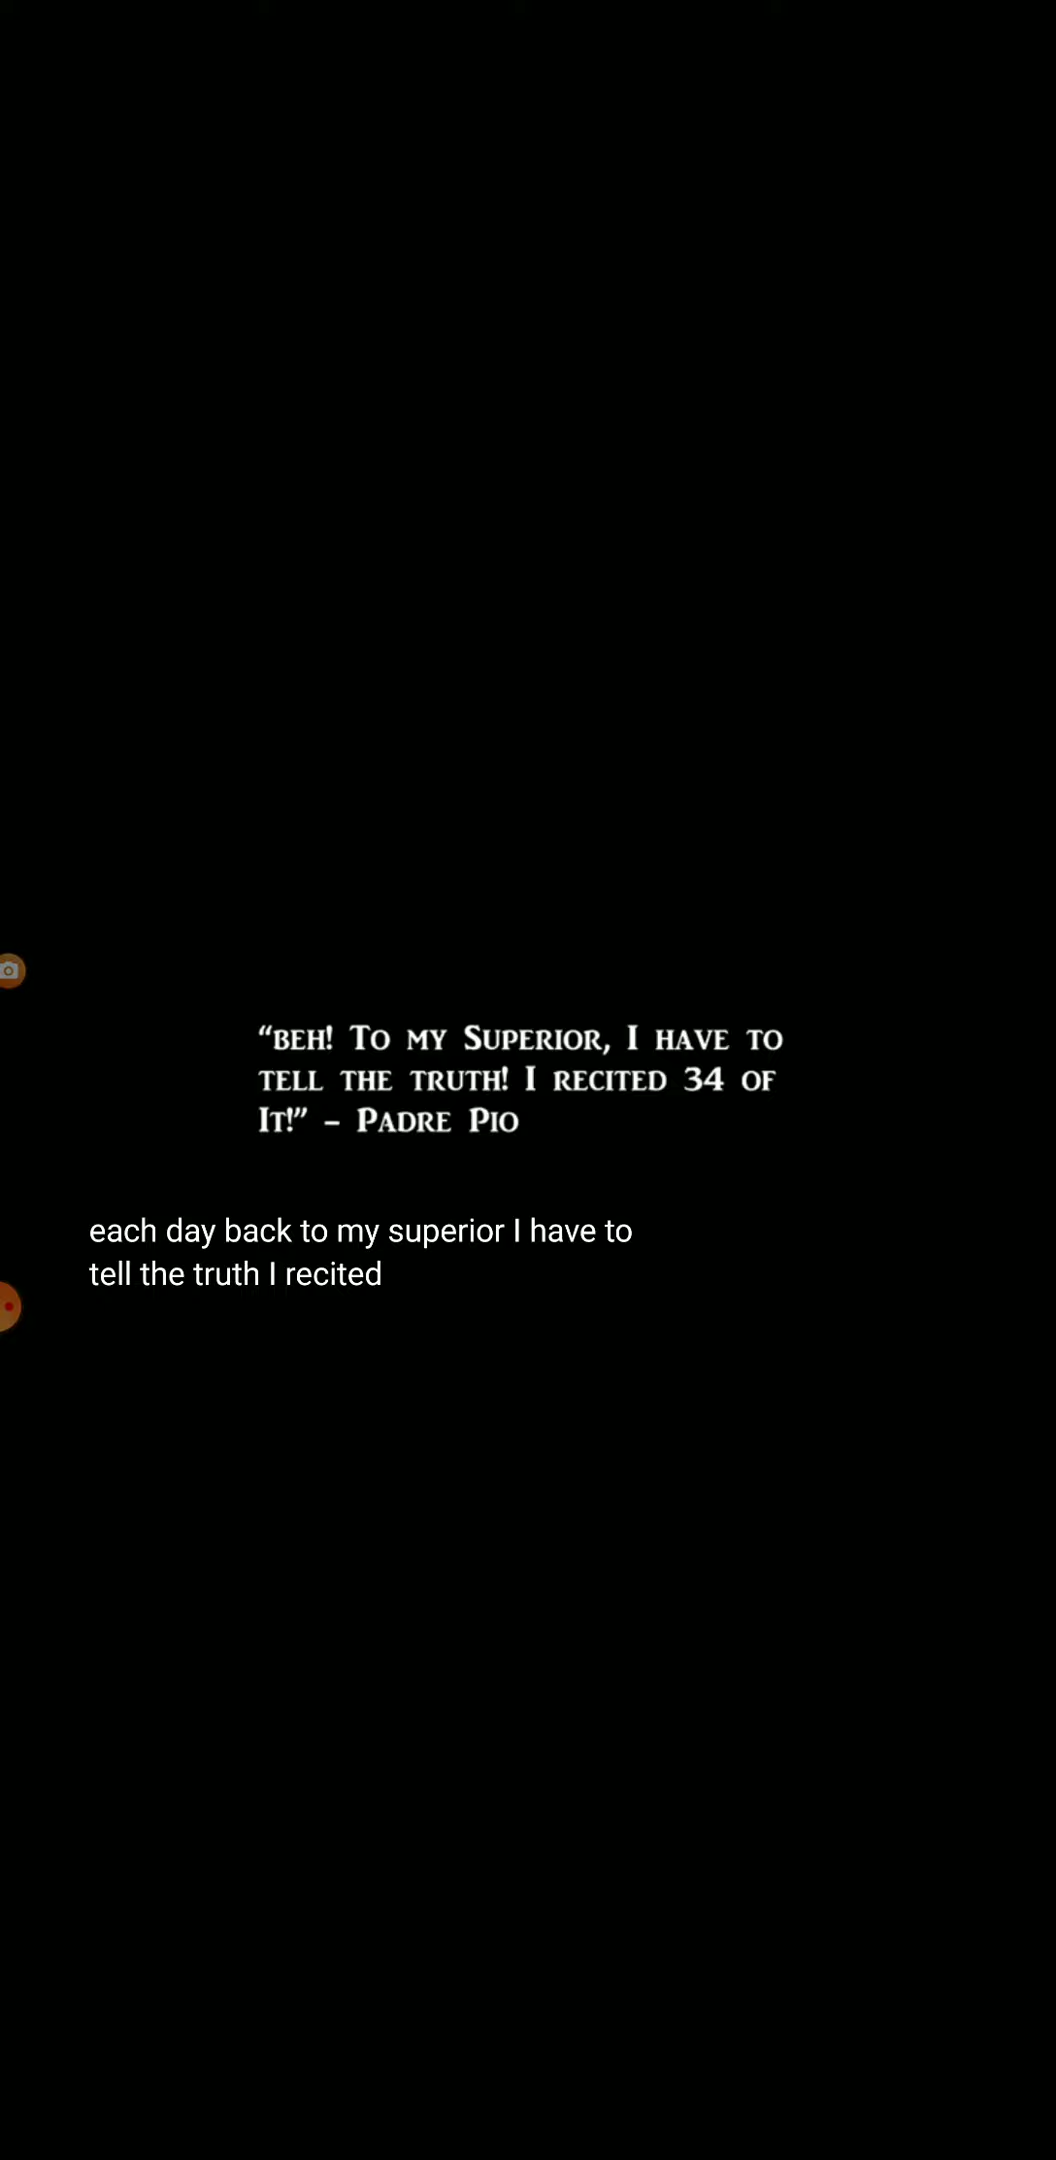 “BEH! TO MY SUPERIOR, I HAVE TO
TELL THE TRUTH! I RECITED 34 OF
IT!” – PADRE PIO
each day back to my superior I have to
tell the truth I recited